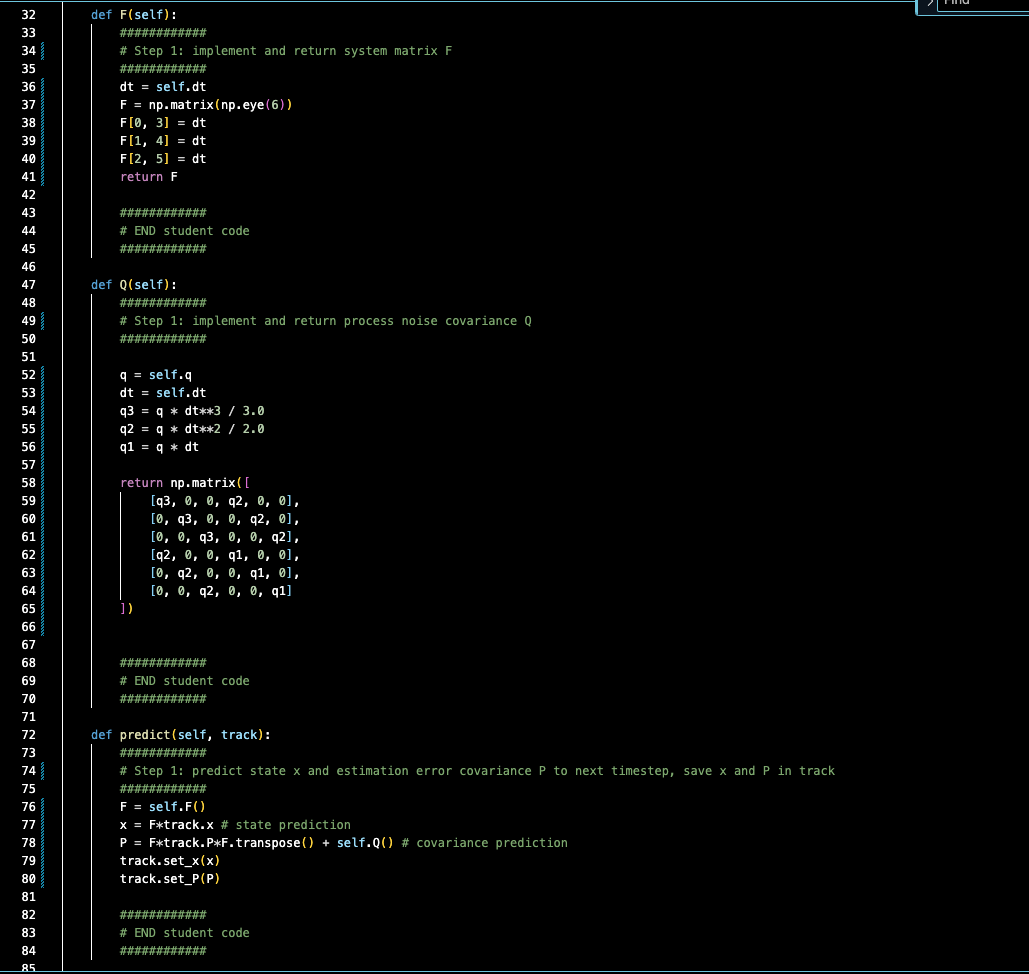 Find
32 def F(self):
33 ############
34 # Step 1: implement and return system matrix F
35 ############
36 dt = self.dt
37 F = np.matrix(np.eye(6))
38 F[0, 3] = dt
39 F[1, 4] = dt
40 F[2, 5] = dt
41 return F
42
43 ############
44 # END student code
45 ############
46
47 def Q(self):
48 ############
49 # Step 1: implement and return process noise covariance Q
50 ############
51
52 q = self.q
53 dt = self.dt
54 q3 = q * dt**3 / 3.0
55 q2 = q * dt**2 / 2.0
56 q1 = q * dt
57
58 return np.matrix([
59 [q3, 0, 0, q2, 0, 0],
60 [0, q3, 0, 0, q2, 0],
61 [0, 0, q3, 0, 0, q2],
62 [q2, 0, 0, q1, 0, 0],
63 [0, q2, 0, 0, q1, 0],
64 [0, 0, q2, 0, 0, q1]
65 ])
66
67
68 ############
69 # END student code
70 ############
71
72 def predict(self, track):
73 ############
74 # Step 1: predict state x and estimation error covariance P to next timestep, save x and P in track
75 ############
76 F = self.F()
77 x = F*track.x # state prediction
78 P = F*track.P*F.transpose() + self.Q() # covariance prediction
79 track.set_x(x)
80 track.set_P(P)
81
82 ############
83 # END student code
84 ############
85